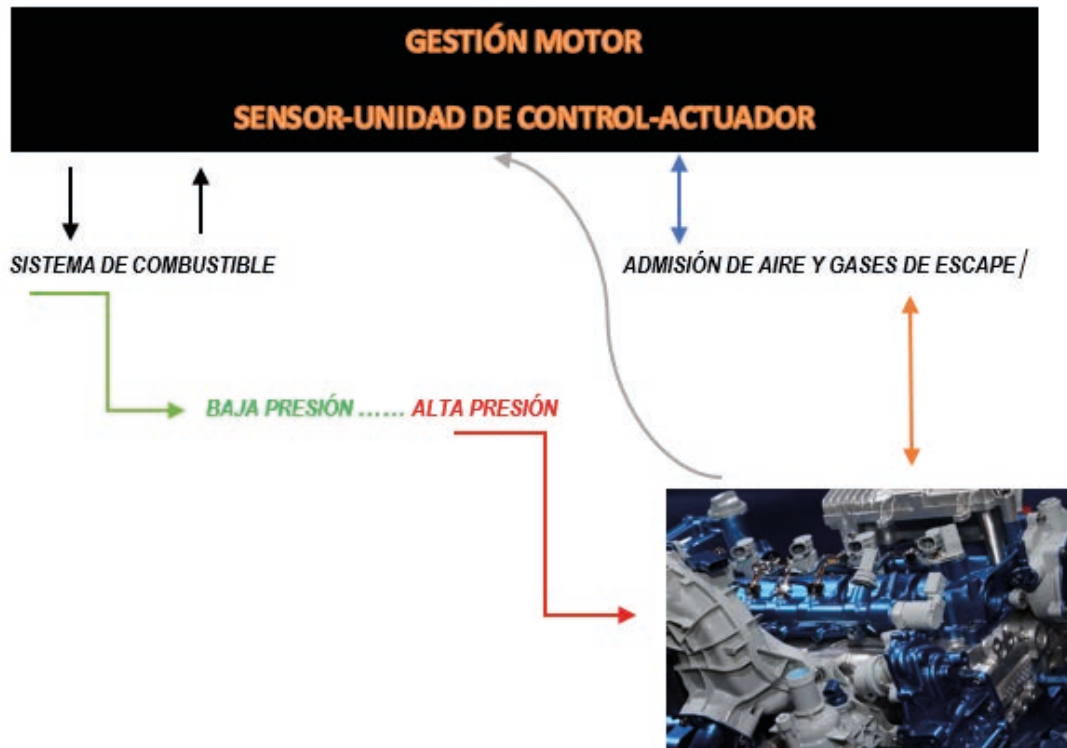 GESTIÓN MOTOR
SENSOR-UNIDAD DE CONTROL-ACTUADOR
SISTEMA DE COMBUSTIBLE
ADMISIÓN DE AIRE Y GASES DE ESCAPE /
BAJA PRESIÓN ...... ALTA PRESIÓN